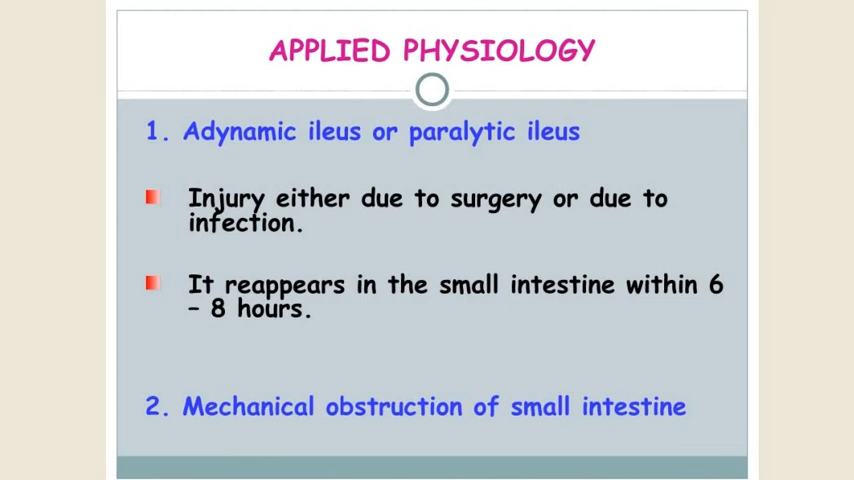 APPLIED PHYSIOLOGY
1. Adynamic ileus or paralytic ileus
Injury either due to surgery or due to
infection.
It reappears in the small intestine within 6
– 8 hours.
2. Mechanical obstruction of small intestine